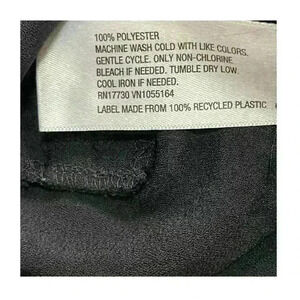 100% POLYESTER
MACHINE WASH COLD WITH LIKE COLORS.
GENTLE CYCLE. ONLY NON-CHLORINE.
BLEACH IF NEEDED. TUMBLE DRY LOW
COOL IRON IF NEEDED.
RN17730 VN1055164
LABEL MADE FROM 100% RECYCLED PLASTIC